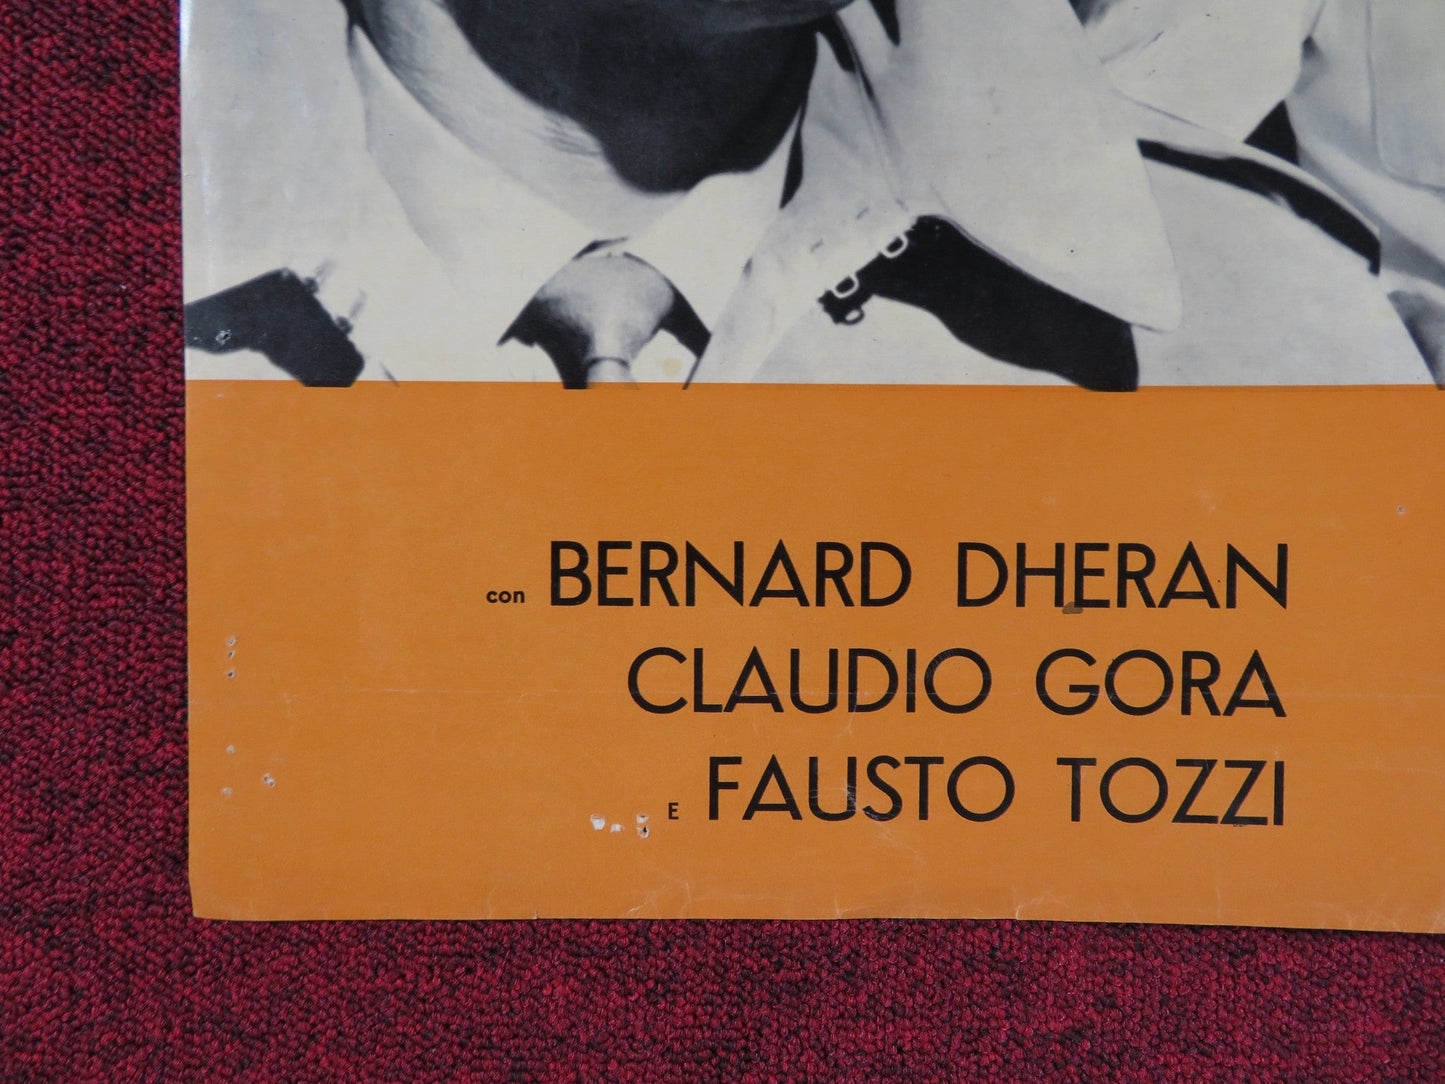 con BERNARD DHERAN
CLAUDIO GORA
E FAUSTO TOZZI